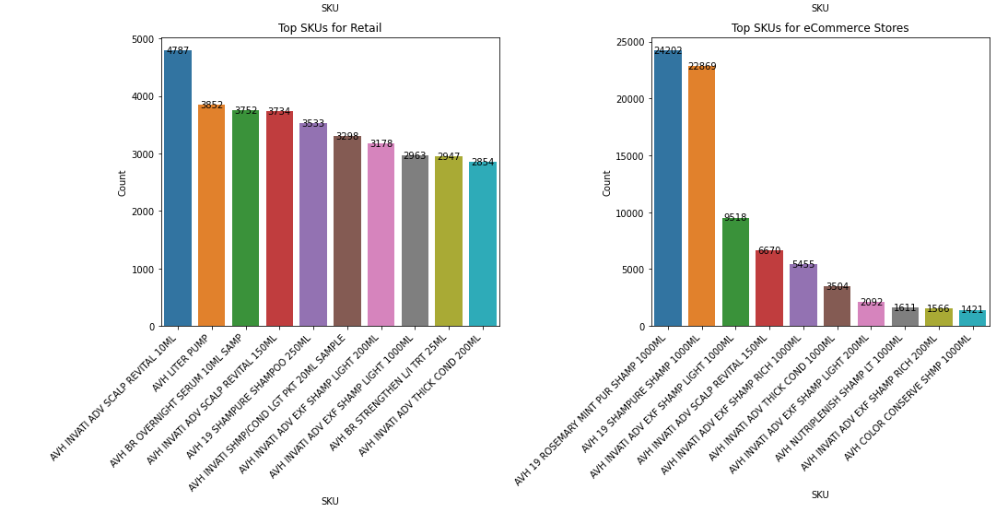 SKU
SKU
Top SKUs for Retail
5000
4000
3000
2000
1000
0
Count
4787
3852
3752
3734
3533
3298
3178
2963
2947
2854
AVH INVATI ADV SCALP REVITAL 10ML
AVH LITER PUMP
AVH BR OVERNIGHT SERUM 10ML SAMP
AVH INVATI ADV SCALP REVITAL 150ML
AVH 19 SHAMPURE SHAMPOO 250ML
AVH INVATI SHMP/COND LGT PKT 20ML SAMPLE
AVH INVATI ADV EXF SHAMP LIGHT 200ML
AVH INVATI ADV EXF SHAMP LIGHT 1000ML
AVH BR STRENGTHEN L/I TRT 25ML
AVH INVATI ADV THICK COND 200ML
SKU
Top SKUs for eCommerce Stores
25000
20000
15000
10000
5000
0
Count
24202
22869
9518
6670
5455
3504
2092
1611
1566
1421
AVH 19 ROSEMARY MINT PUR SHAMP 1000ML
AVH 19 SHAMPURE SHAMP 1000ML
AVH INVATI ADV EXF SHAMP LIGHT 1000ML
AVH INVATI ADV SCALP REVITAL 150ML
AVH INVATI ADV EXF SHAMP RICH 1000ML
AVH INVATI ADV THICK COND 1000ML
AVH INVATI ADV EXF SHAMP LIGHT 200ML
AVH NUTRIPLENISH SHAMP LT 1000ML
AVH INVATI ADV EXF SHAMP RICH 200ML
AVH COLOR CONSERVE SHMP 1000ML
SKU